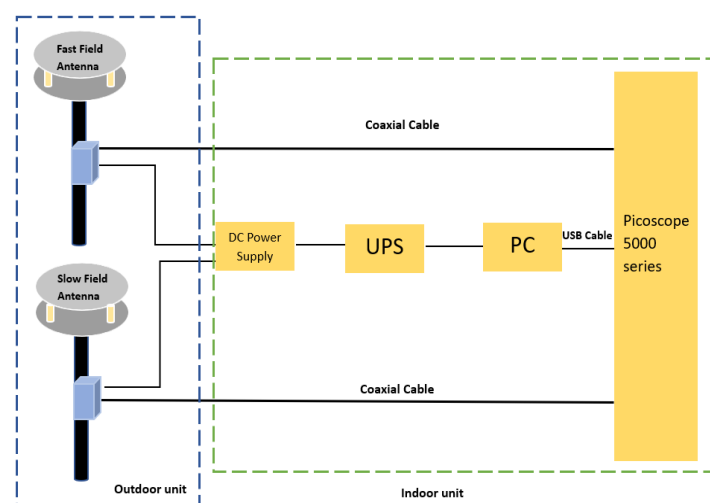 Fast Field
Antenna
Coaxial Cable
DC Power
Supply
UPS
PC
USB Cable
Picoscope
5000
series
Slow Field
Antenna
Coaxial Cable
Outdoor unit
Indoor unit